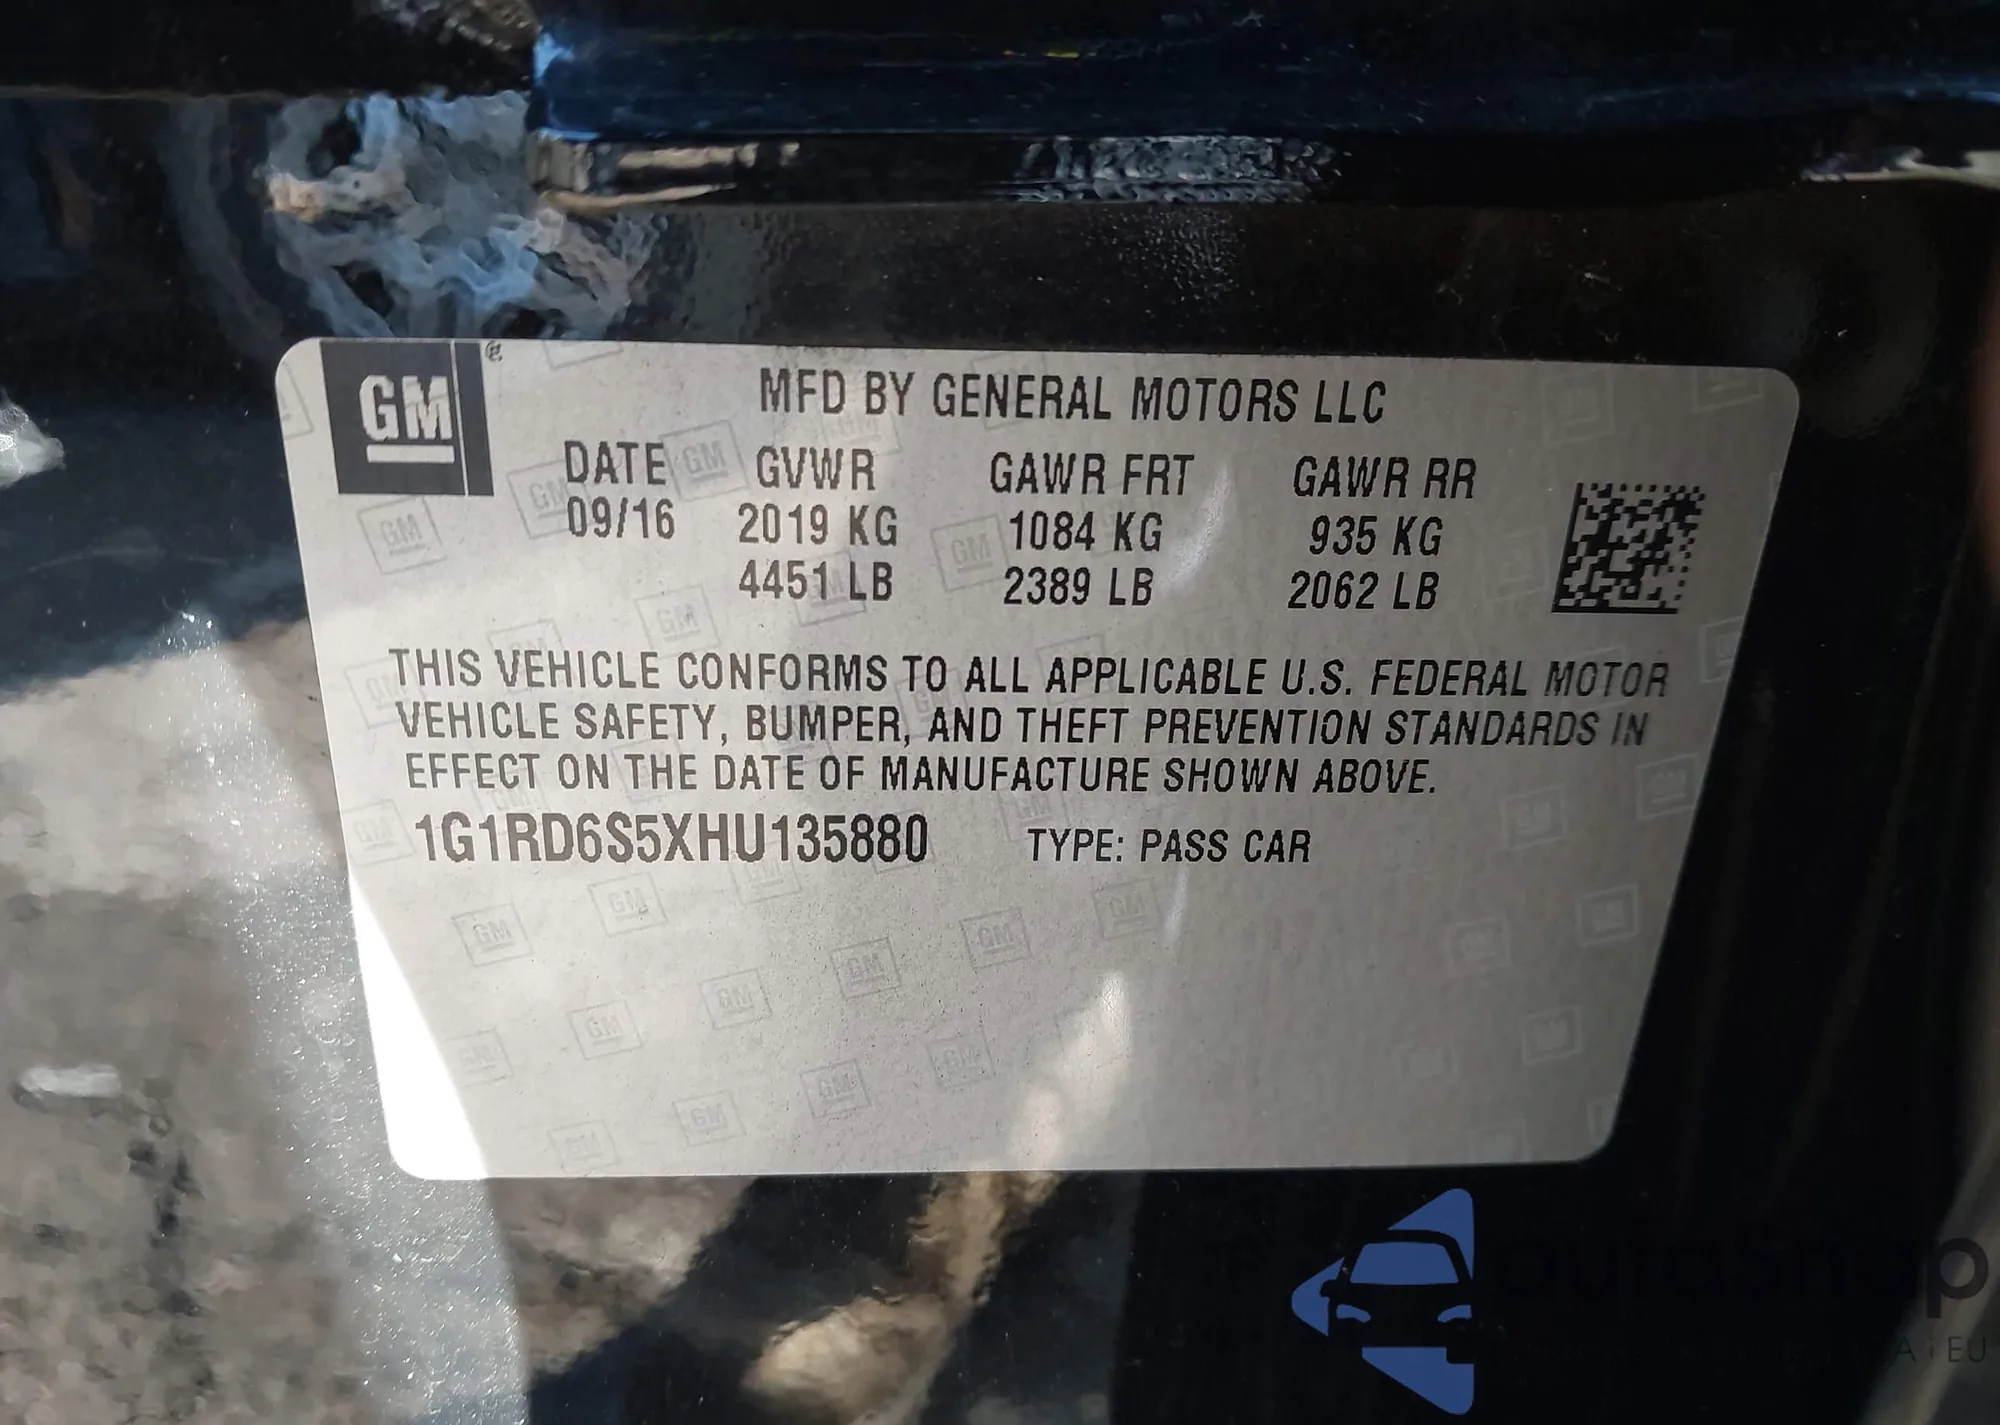 GM
MFD BY GENERAL MOTORS LLC
DATE GVWR GAWR FRT GAWR RR
09/16 2019 KG 1084 KG 935 KG
4451 LB 2389 LB 2062 LB
THIS VEHICLE CONFORMS TO ALL APPLICABLE U.S. FEDERAL MOTOR
VEHICLE SAFETY, BUMPER, AND THEFT PREVENTION STANDARDS IN
EFFECT ON THE DATE OF MANUFACTURE SHOWN ABOVE.
1G1RD6S5XHU135880 TYPE: PASS CAR
EU